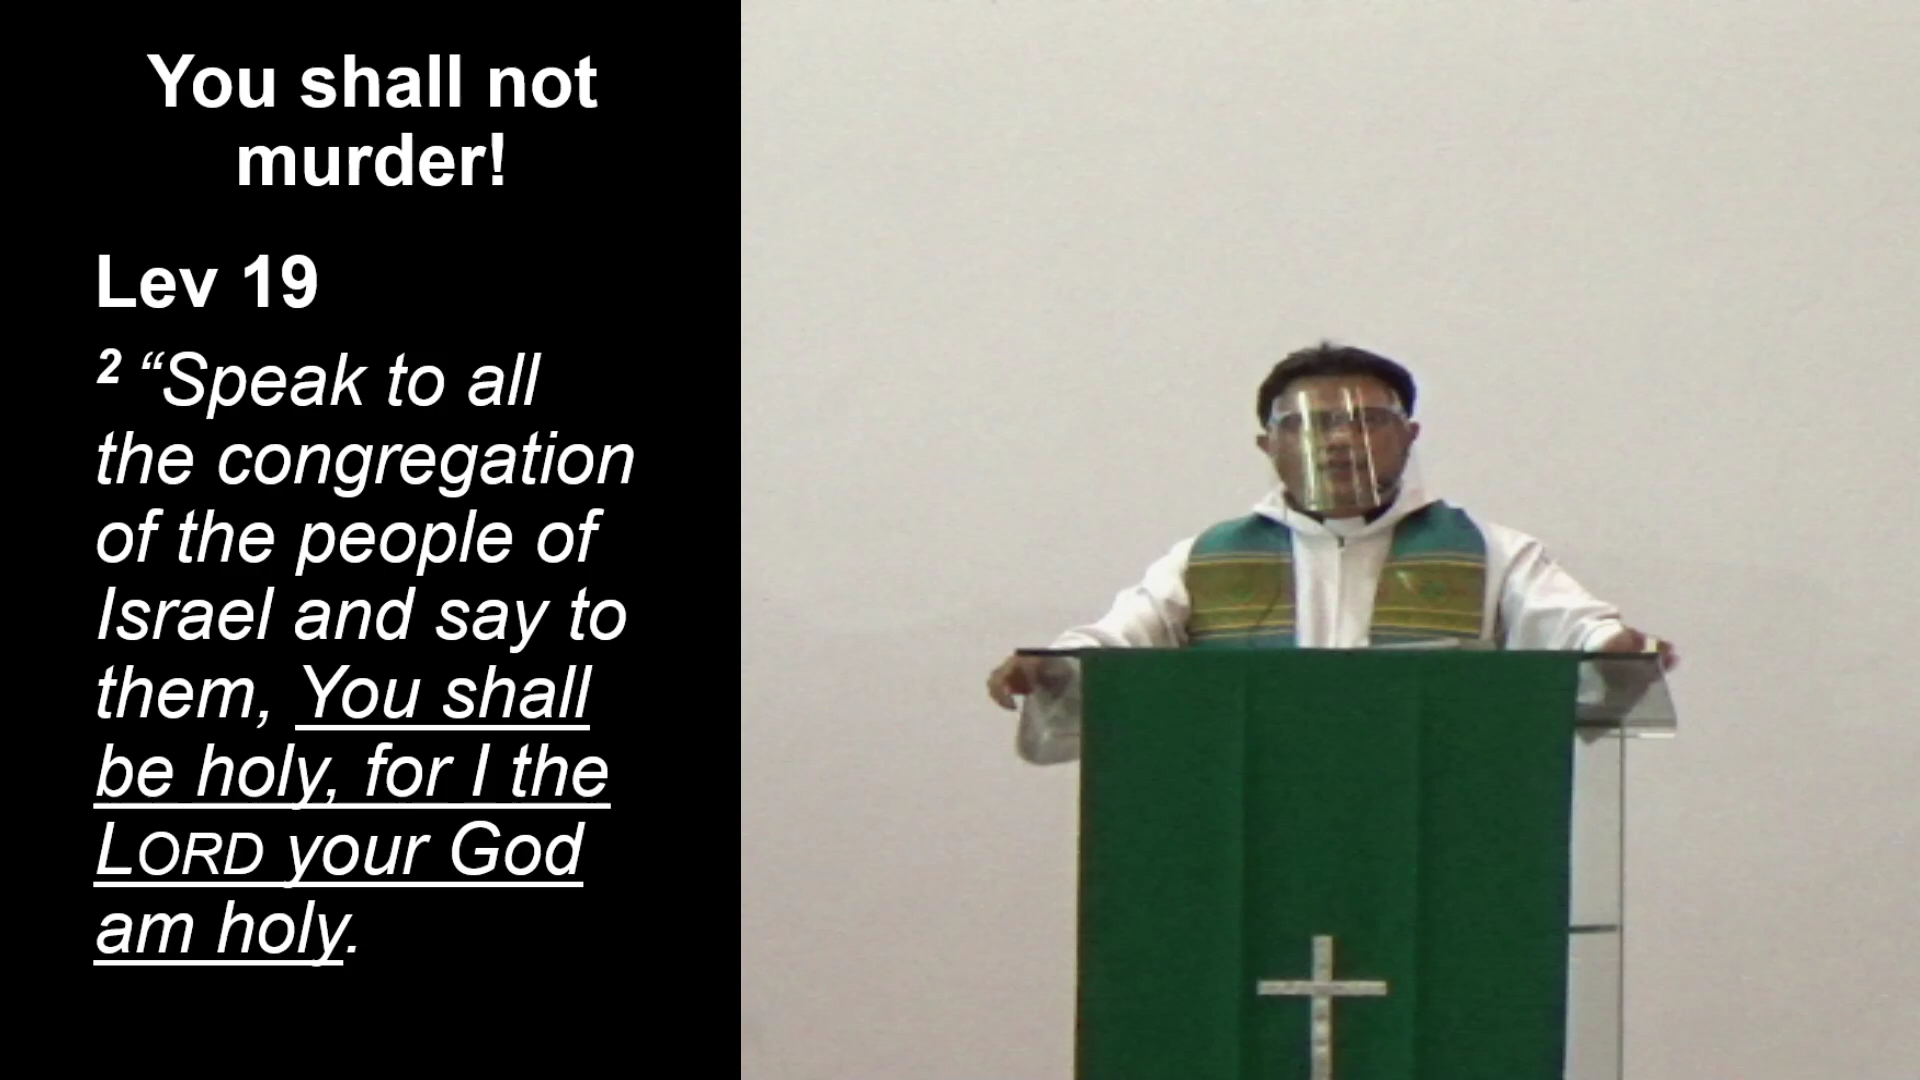 You shall not
murder!
Lev 19
2 “Speak to all
the congregation
of the people of
Israel and say to
them, You shall
be holy, for I the
LORD your God
am holy.